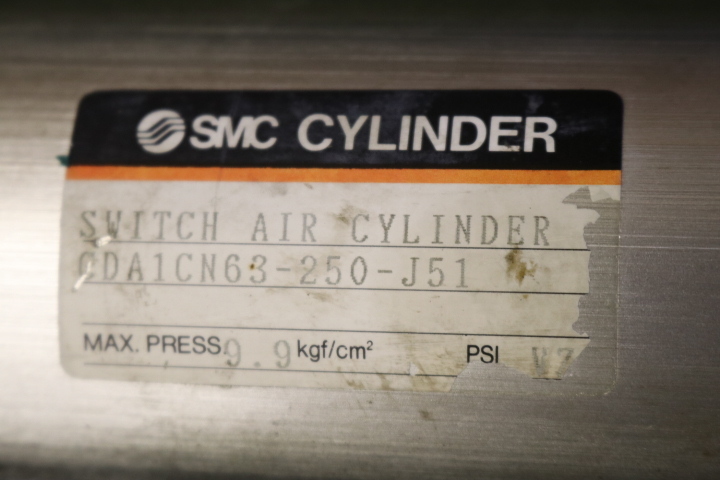 SMC CYLINDER
SWITCH AIR CYLINDER
CDA1CN63-250-J51
MAX. PRESS. 9.9 kgf/cm² PSI